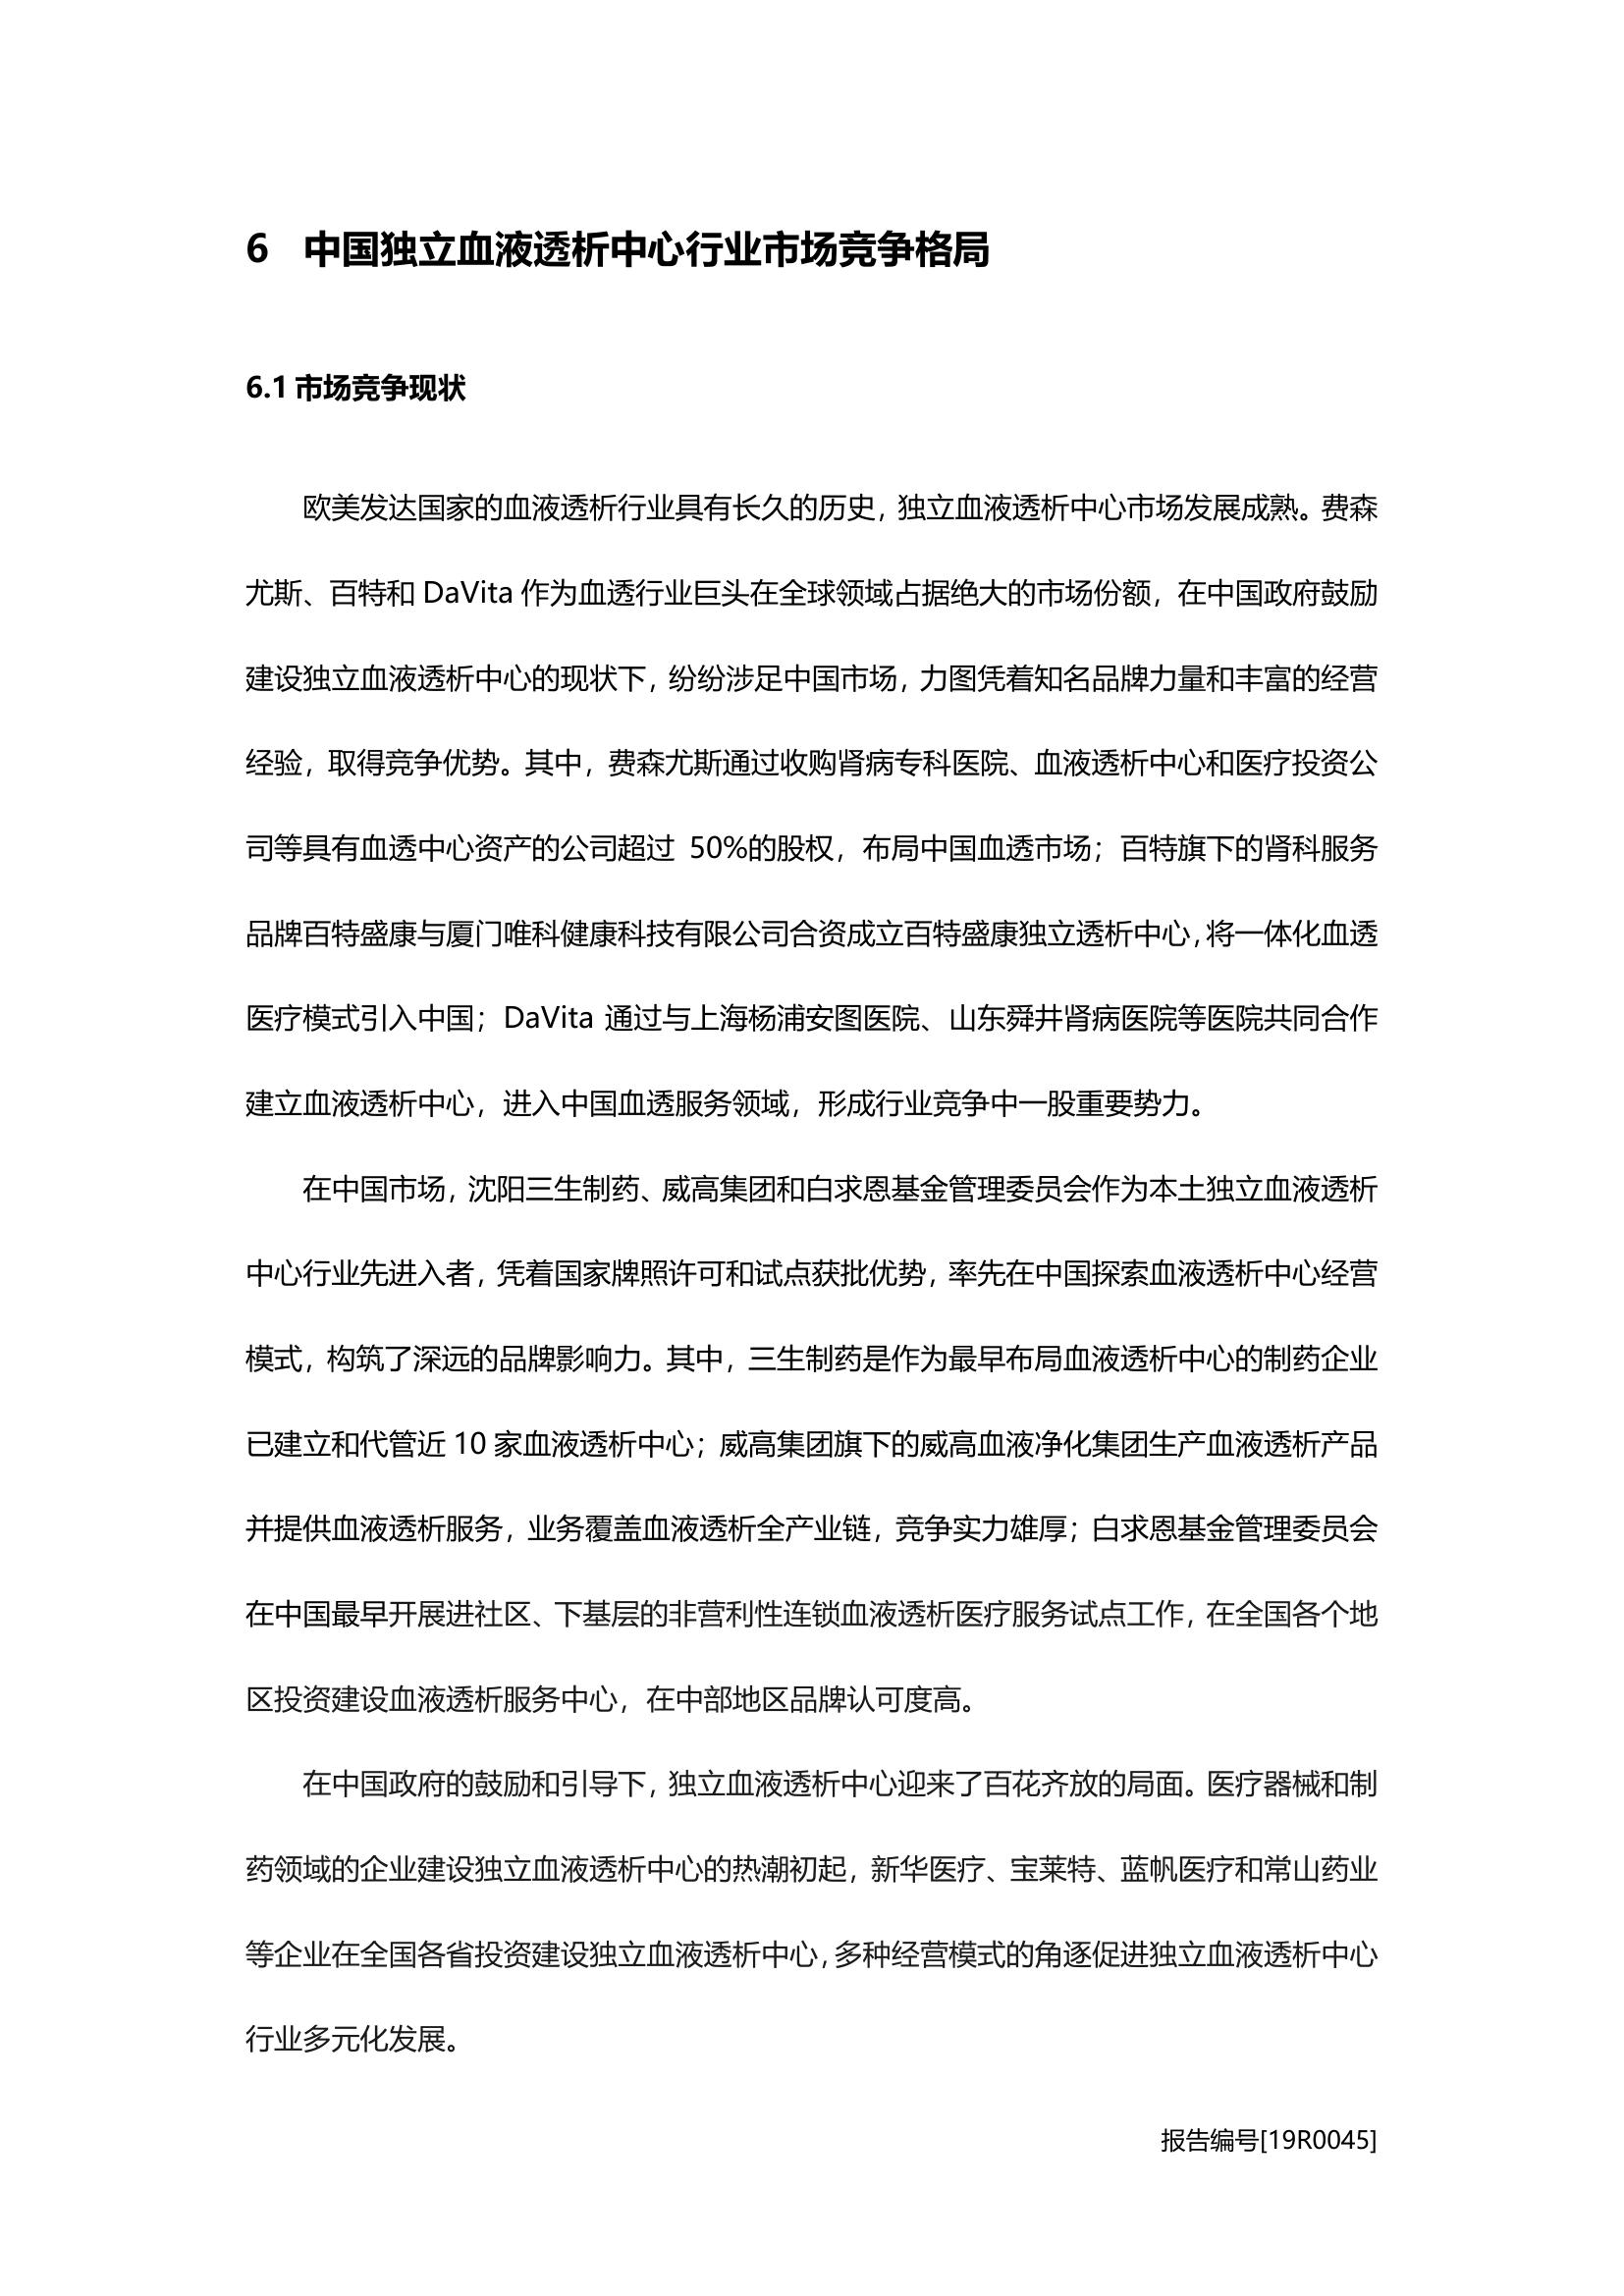 6 中国独立血液透析中心行业市场竞争格局
6.1 市场竞争现状
欧美发达国家的血液透析行业具有长久的历史，独立血液透析中心市场发展成熟。费森
尤斯、百特和 DaVita 作为血透行业巨头在全球领域占据绝大的市场份额，在中国政府鼓励
建设独立血液透析中心的现状下，纷纷涉足中国市场，力图凭着知名品牌力量和丰富的经营
经验，取得竞争优势。其中，费森尤斯通过收购肾病专科医院、血液透析中心和医疗投资公
司等具有血透中心资产的公司超过 50%的股权，布局中国血透市场；百特旗下的肾科服务
品牌百特盛康与厦门唯科健康科技有限公司合资成立百特盛康独立透析中心，将一体化血透
医疗模式引入中国；DaVita 通过与上海杨浦安图医院、山东舜井肾病医院等医院共同合作
建立血液透析中心，进入中国血透服务领域，形成行业竞争中一股重要势力。
在中国市场，沈阳三生制药、威高集团和白求恩基金管理委员会作为本土独立血液透析
中心行业先进入者，凭着国家牌照许可和试点获批优势，率先在中国探索血液透析中心经营
模式，构筑了深远的品牌影响力。其中，三生制药是作为最早布局血液透析中心的制药企业
已建立和代管近 10 家血液透析中心；威高集团旗下的威高血液净化集团生产血液透析产品
并提供血液透析服务，业务覆盖血液透析全产业链，竞争实力雄厚；白求恩基金管理委员会
在中国最早开展进社区、下基层的非营利性连锁血液透析医疗服务试点工作，在全国各个地
区投资建设血液透析服务中心，在中部地区品牌认可度高。
在中国政府的鼓励和引导下，独立血液透析中心迎来了百花齐放的局面。医疗器械和制
药领域的企业建设独立血液透析中心的热潮初起，新华医疗、宝莱特、蓝帆医疗和常山药业
等企业在全国各省投资建设独立血液透析中心，多种经营模式的角逐促进独立血液透析中心
行业多元化发展。
报告编号[19R0045]